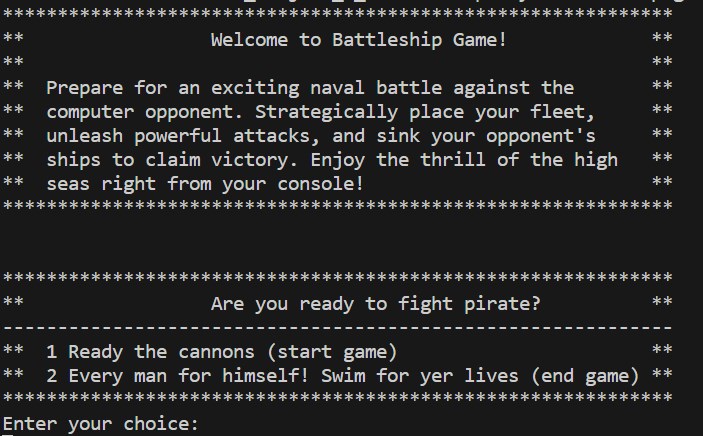 *************************************************************
**                 Welcome to Battleship Game!             **
**                                                         **
**  Prepare for an exciting naval battle against the       **
**  computer opponent. Strategically place your fleet,     **
**  unleash powerful attacks, and sink your opponent's     **
**  ships to claim victory. Enjoy the thrill of the high   **
**  seas right from your console!                          **
*************************************************************
*************************************************************
**                 Are you ready to fight pirate?          **
-------------------------------------------------------------
**  1 Ready the cannons (start game)                       **
**  2 Every man for himself! Swim for yer lives (end game) **
*************************************************************
Enter your choice: